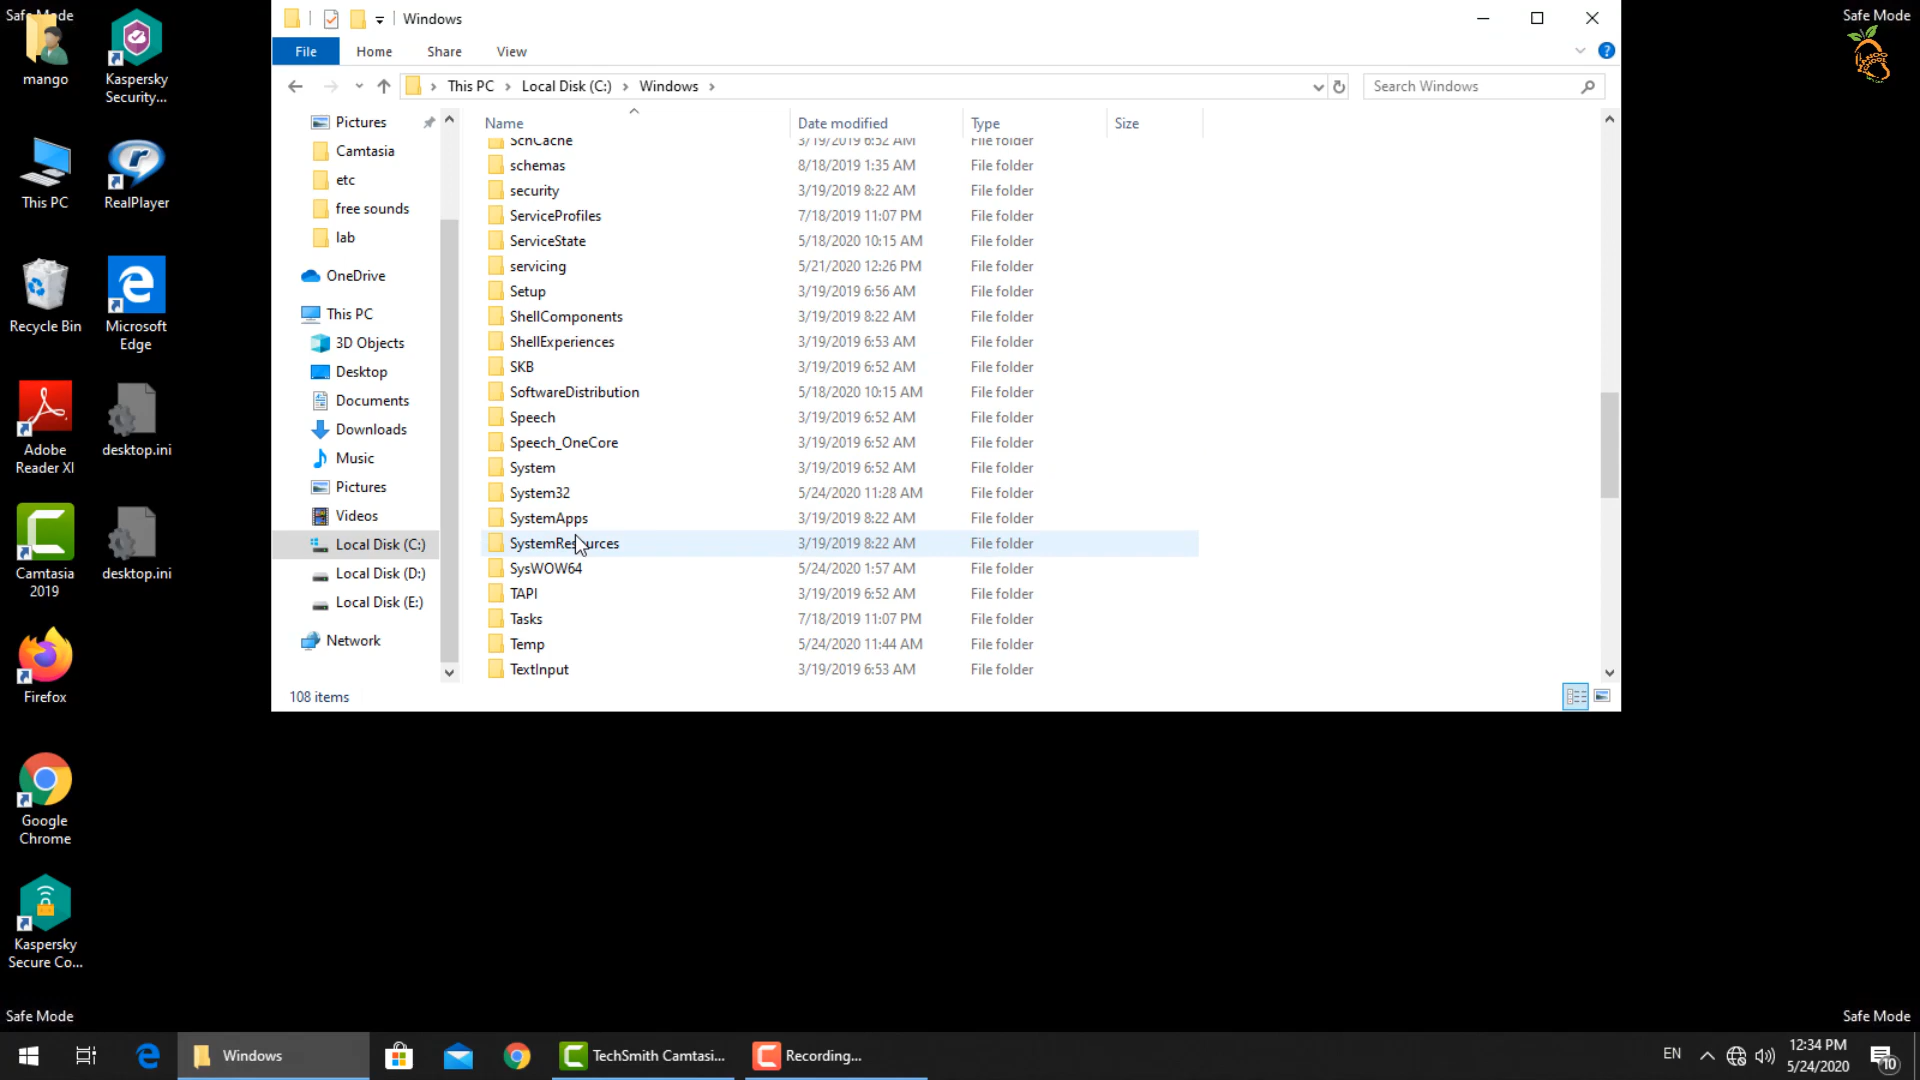 Safe Mode
Safe Mode
mango
Kaspersky
Security...
This PC
RealPlayer
Recycle Bin
Microsoft
Edge
Adobe
Reader XI
desktop.ini
Camtasia
2019
desktop.ini
Firefox
Google
Chrome
Kaspersky
Secure Co...
Windows
File
Home
Share
View
This PC
Local Disk (C:)
Windows
Search Windows
Pictures
Camtasia
etc
free sounds
lab
OneDrive
This PC
3D Objects
Desktop
Documents
Downloads
Music
Pictures
Videos
Local Disk (C:)
Local Disk (D:)
Local Disk (E:)
Network
Name Date modified Type Size
SchCache 3/19/2019 6:52 AM File folder
schemas 8/18/2019 1:35 AM File folder
security 3/19/2019 8:22 AM File folder
ServiceProfiles 7/18/2019 11:07 PM File folder
ServiceState 5/18/2020 10:15 AM File folder
servicing 5/21/2020 12:26 PM File folder
Setup 3/19/2019 6:56 AM File folder
ShellComponents 3/19/2019 8:22 AM File folder
ShellExperiences 3/19/2019 6:53 AM File folder
SKB 3/19/2019 6:52 AM File folder
SoftwareDistribution 5/18/2020 10:15 AM File folder
Speech 3/19/2019 6:52 AM File folder
Speech_OneCore 3/19/2019 6:52 AM File folder
System 3/19/2019 6:52 AM File folder
System32 5/24/2020 11:28 AM File folder
SystemApps 3/19/2019 8:22 AM File folder
SystemResources 3/19/2019 8:22 AM File folder
SysWOW64 5/24/2020 1:57 AM File folder
TAPI 3/19/2019 6:52 AM File folder
Tasks 7/18/2019 11:07 PM File folder
Temp 5/24/2020 11:44 AM File folder
TextInput 3/19/2019 6:53 AM File folder
108 items
Safe Mode
Safe Mode
Windows
TechSmith Camtasi...
Recording...
EN
12:34 PM
5/24/2020
10